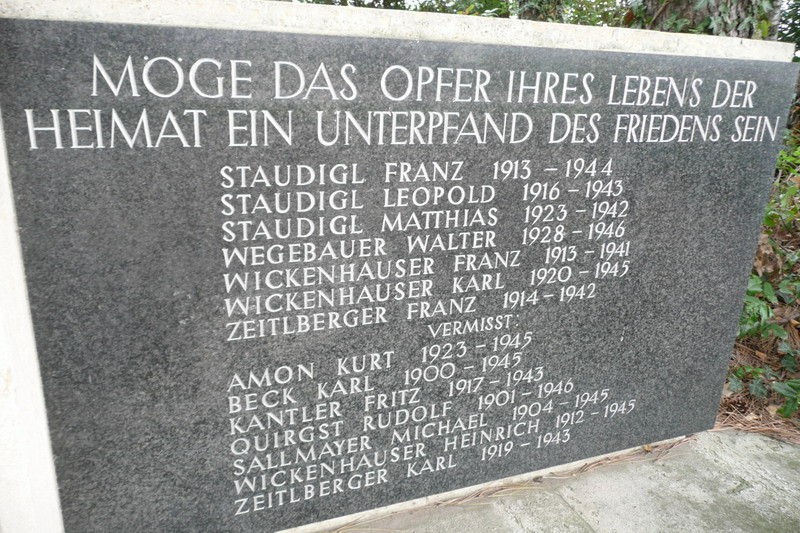 MÖGE DAS OPFER IHRES LEBENS DER
HEIMAT EIN UNTERPFAND DES FRIEDENS SEIN
STAUDIGL FRANZ 1913 – 1944
STAUDIGL LEOPOLD 1916 – 1943
STAUDIGL MATTHIAS 1923 – 1942
WEGEBAUER WALTER 1928 – 1946
WICKENHAUSER FRANZ 1913 – 1941
WICKENHAUSER KARL 1920 – 1945
ZEITLBERGER FRANZ 1914 – 1942
VERMISST:
AMON KURT 1923 – 1945
BECK KARL 1900 – 1945
KANTLER FRITZ 1917 – 1943
QUIRGST RUDOLF 1901 – 1946
SALLMAYER MICHAEL 1904 – 1945
WICKENHAUSER HEINRICH 1912 – 1945
ZEITLBERGER KARL 1919 – 1943